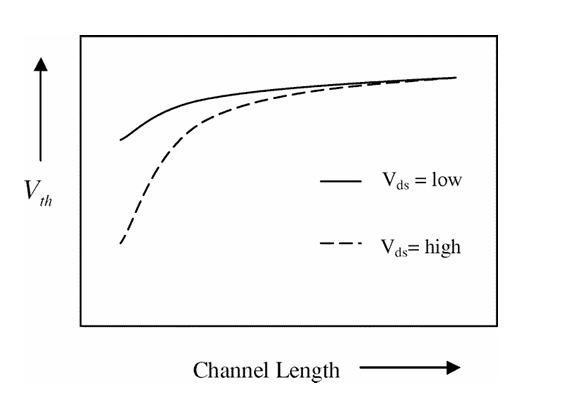 V_ds = low
V_th
V_ds= high
Channel Length